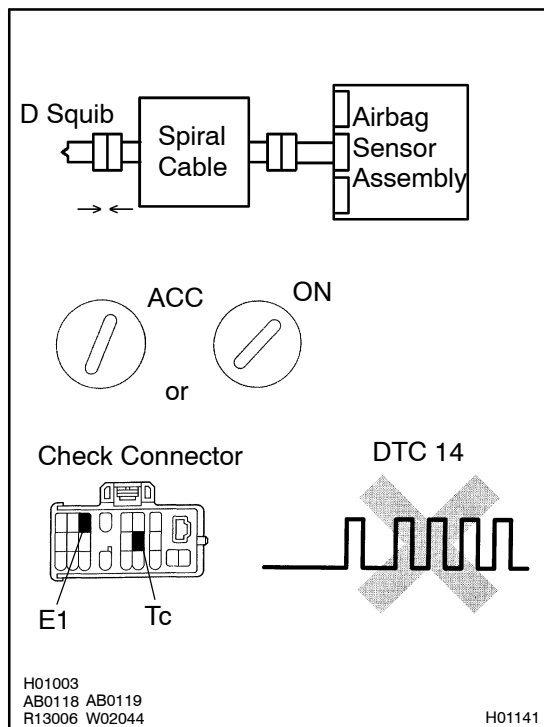 D Squib
Spiral
Cable
Airbag
Sensor
Assembly
ACC
ON
or
Check Connector
DTC 14
E1
Tc
H01003
AB0118 AB0119
R13006 W02044
H01141